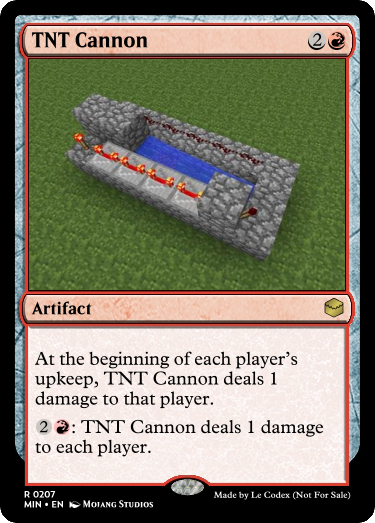 TNT Cannon 2
Artifact
At the beginning of each player's
upkeep, TNT Cannon deals 1
damage to that player.
2 : TNT Cannon deals 1 damage
to each player.
R 0207
MIN • EN Mojang Studios
Made by Le Codex (Not For Sale)